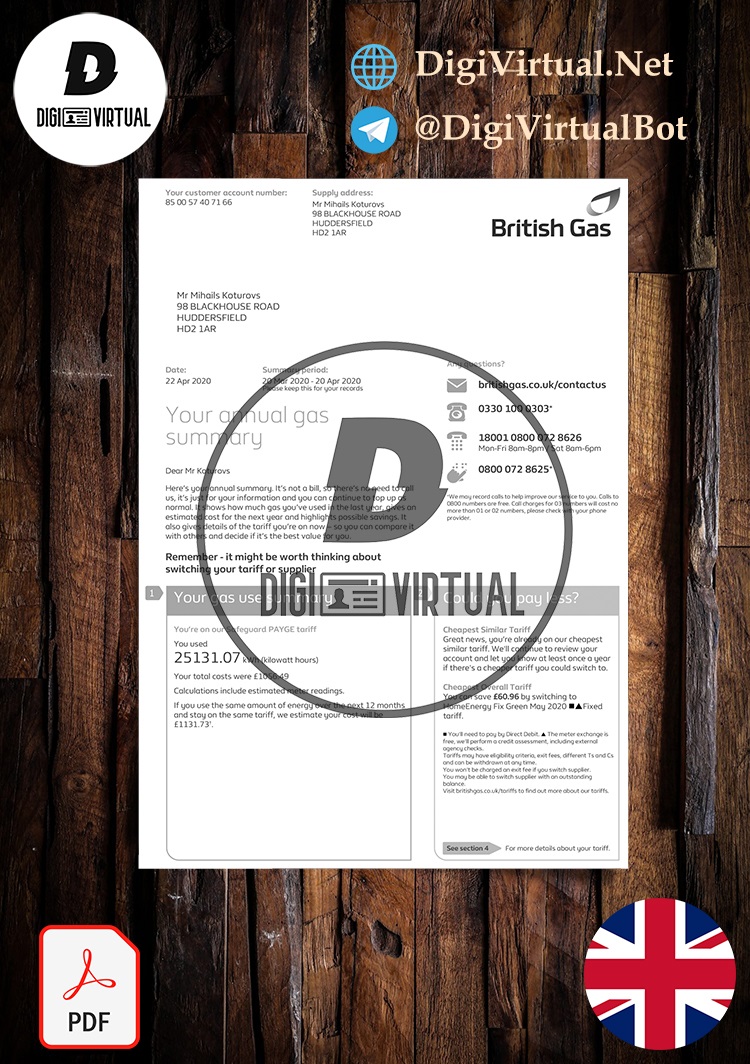 D
DIGI VIRTUAL
DigiVirtual.Net
@DigiVirtualBot
Your customer account number:
85 00 57 40 71 66
Supply address:
Mr Mihails Koturovs
98 BLACKHOUSE ROAD
HUDDERSFIELD
HD2 1AR
British Gas
Mr Mihails Koturovs
98 BLACKHOUSE ROAD
HUDDERSFIELD
HD2 1AR
Date:
22 Apr 2020
Summary period:
20 Mar 2020 - 20 Apr 2020
Please keep this for your records
Any questions?
britishgas.co.uk/contactus
0330 100 0303*
18001 0800 072 8626
Mon-Fri 8am-8pm / Sat 8am-6pm
0800 072 8625*
*We may record calls to help improve our service to you. Calls to
0800 numbers are free. Call charges for 03 numbers will cost no
more than 01 or 02 numbers, please check with your phone
provider.
Your annual gas
summary
Dear Mr Koturovs
Here's your annual summary. It's not a bill, so there's no need to call
us, it's just for your information and you can continue to top up as
normal. It shows how much gas you've used in the last year, gives an
estimated cost for the next year and highlights possible savings. It
also gives details of the tariff you're on now – so you can compare it
with others and decide if it's the best value for you.
Remember - it might be worth thinking about
switching your tariff or supplier
D
DIGI VIRTUAL
1
Your gas use summary
You're on our Safeguard PAYGE tariff
You used
25131.07 kWh (kilowatt hours)
Your total costs were £1056.49
Calculations include estimated meter readings.
If you use the same amount of energy over the next 12 months
and stay on the same tariff, we estimate your cost will be
£1131.73¹.
2
Could you pay less?
Cheapest Similar Tariff
Great news, you're already on our cheapest
similar tariff. We'll continue to review your
account and let you know at least once a year
if there's a cheaper tariff you could switch to.
Cheapest Overall Tariff
You can save £60.96 by switching to
HomeEnergy Fix Green May 2020 ■▲Fixed
tariff.
■ You'll need to pay by Direct Debit. ▲ The meter exchange is
free, we'll perform a credit assessment, including external
agency checks.
Tariffs may have eligibility criteria, exit fees, different Ts and Cs
and can be withdrawn at any time.
You won't be charged an exit fee if you switch supplier.
You may be able to switch supplier with an outstanding
balance.
Visit britishgas.co.uk/tariffs to find out more about our tariffs.
See section 4
For more details about your tariff.
PDF